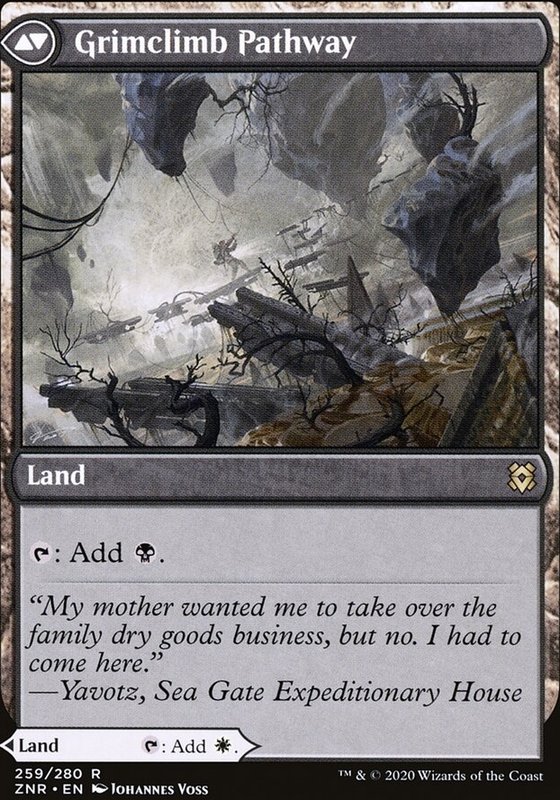 Grimclimb Pathway
Land
: Add .
“My mother wanted me to take over the
family dry goods business, but no. I had to
come here.”
—Yavotz, Sea Gate Expeditionary House
Land : Add .
259/280 R
ZNR • EN Johannes Voss
™ & © 2020 Wizards of the Coast